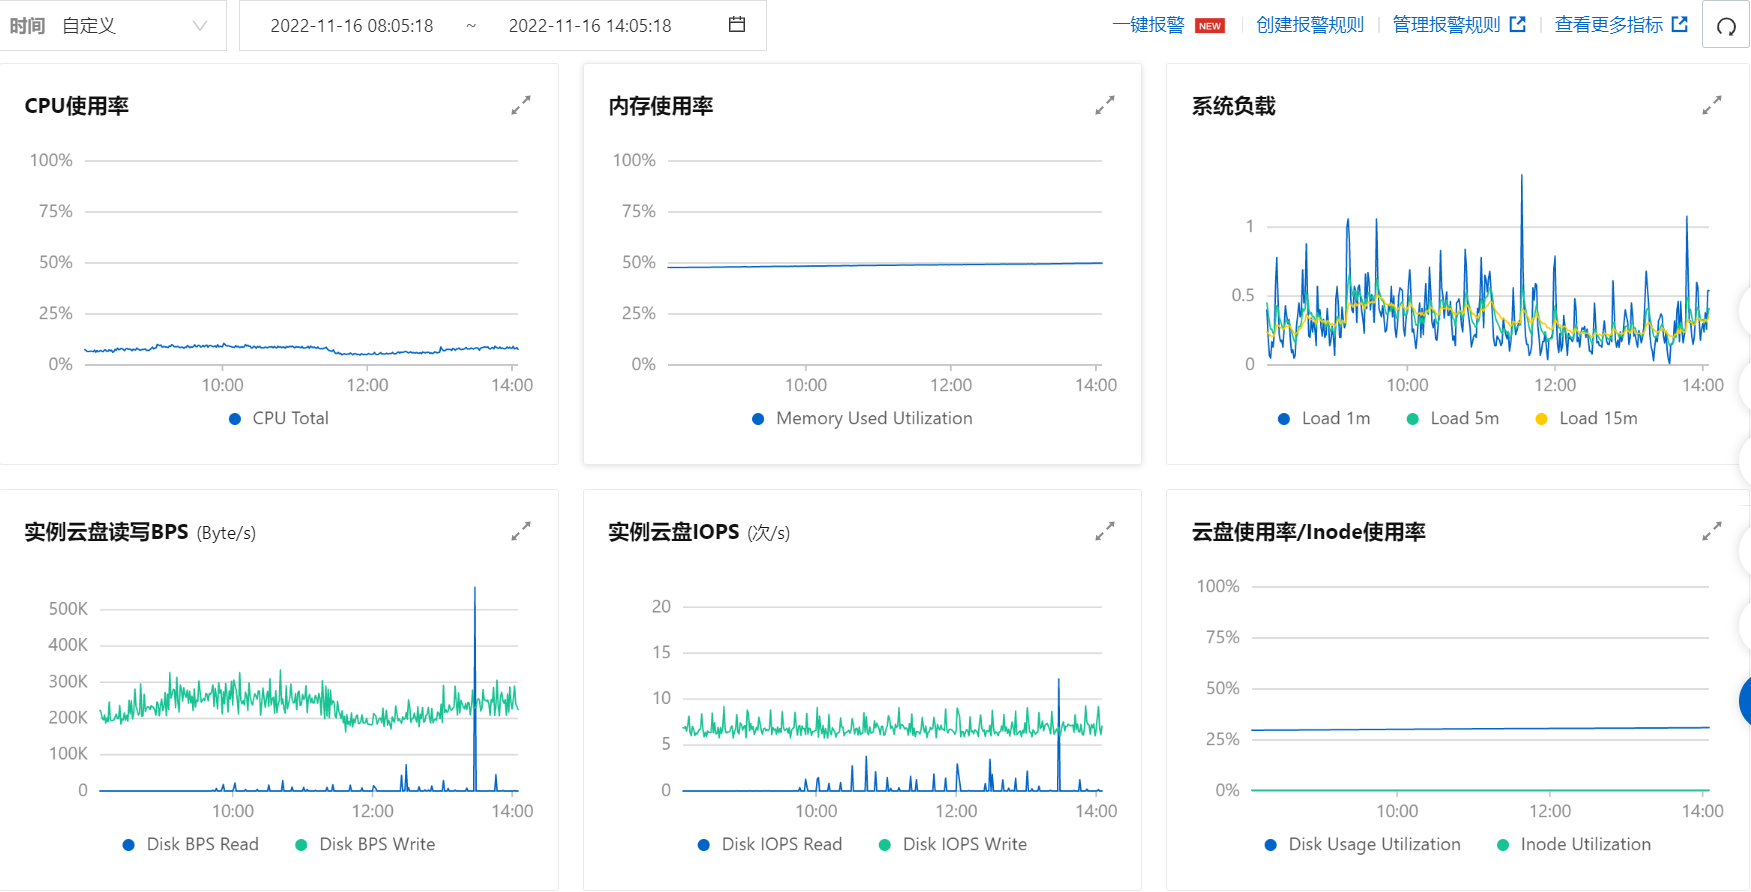 时间 自定义 2022-11-16 08:05:18 ~ 2022-11-16 14:05:18 一键报警 NEW 创建报警规则 管理报警规则 查看更多指标
CPU使用率
100%
75%
50%
25%
0%
10:00 12:00 14:00
CPU Total
内存使用率
100%
75%
50%
25%
0%
10:00 12:00 14:00
Memory Used Utilization
系统负载
1
0.5
0
10:00 12:00 14:00
Load 1m Load 5m Load 15m
实例云盘读写BPS (Byte/s)
500K
400K
300K
200K
100K
0
10:00 12:00 14:00
Disk BPS Read Disk BPS Write
实例云盘IOPS (次/s)
20
15
10
5
0
10:00 12:00 14:00
Disk IOPS Read Disk IOPS Write
云盘使用率/Inode使用率
100%
75%
50%
25%
0%
10:00 12:00 14:00
Disk Usage Utilization Inode Utilization